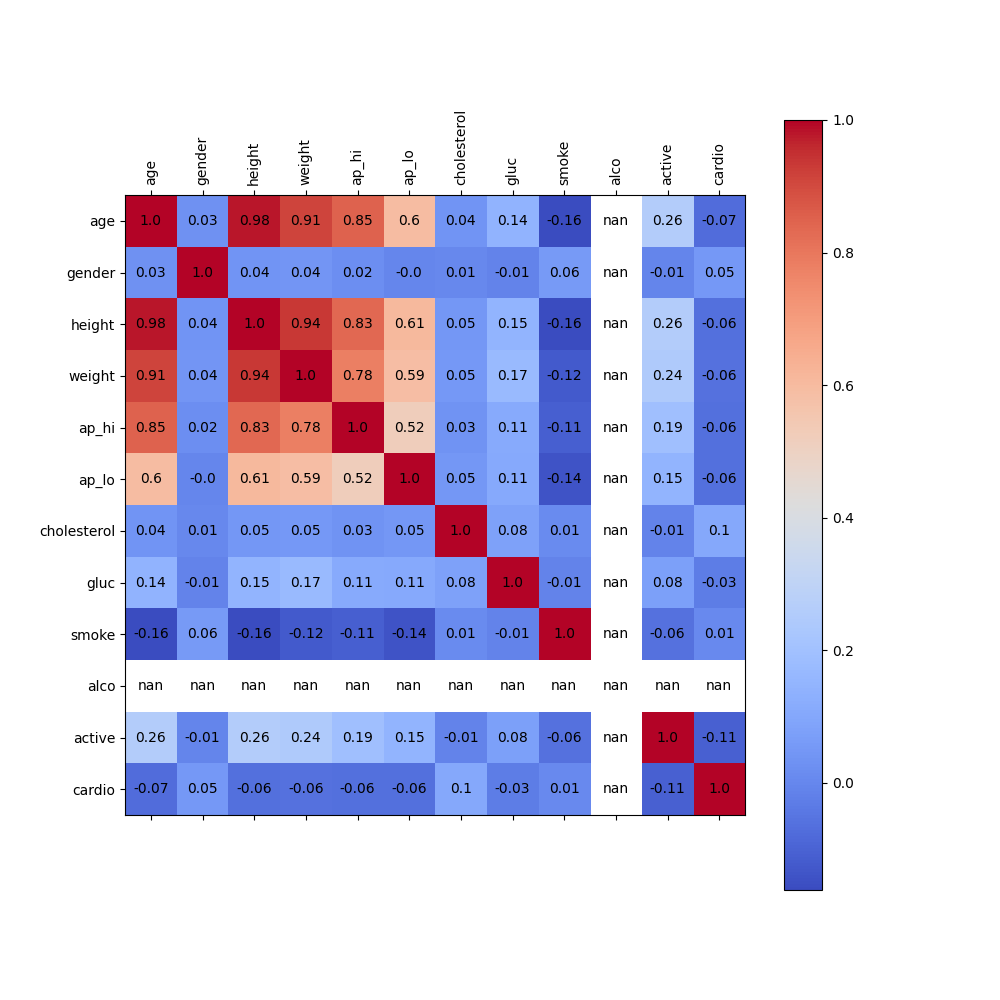 age gender height weight ap_hi ap_lo cholesterol gluc smoke alco active cardio
age 1.0 0.03 0.98 0.91 0.85 0.6 0.04 0.14 -0.16 nan 0.26 -0.07
gender 0.03 1.0 0.04 0.04 0.02 -0.0 0.01 -0.01 0.06 nan -0.01 0.05
height 0.98 0.04 1.0 0.94 0.83 0.61 0.05 0.15 -0.16 nan 0.26 -0.06
weight 0.91 0.04 0.94 1.0 0.78 0.59 0.05 0.17 -0.12 nan 0.24 -0.06
ap_hi 0.85 0.02 0.83 0.78 1.0 0.52 0.03 0.11 -0.11 nan 0.19 -0.06
ap_lo 0.6 -0.0 0.61 0.59 0.52 1.0 0.05 0.11 -0.14 nan 0.15 -0.06
cholesterol 0.04 0.01 0.05 0.05 0.03 0.05 1.0 0.08 0.01 nan -0.01 0.1
gluc 0.14 -0.01 0.15 0.17 0.11 0.11 0.08 1.0 -0.01 nan 0.08 -0.03
smoke -0.16 0.06 -0.16 -0.12 -0.11 -0.14 0.01 -0.01 1.0 nan -0.06 0.01
alco nan nan nan nan nan nan nan nan nan nan nan nan
active 0.26 -0.01 0.26 0.24 0.19 0.15 -0.01 0.08 -0.06 nan 1.0 -0.11
cardio -0.07 0.05 -0.06 -0.06 -0.06 -0.06 0.1 -0.03 0.01 nan -0.11 1.0
1.0
0.8
0.6
0.4
0.2
0.0